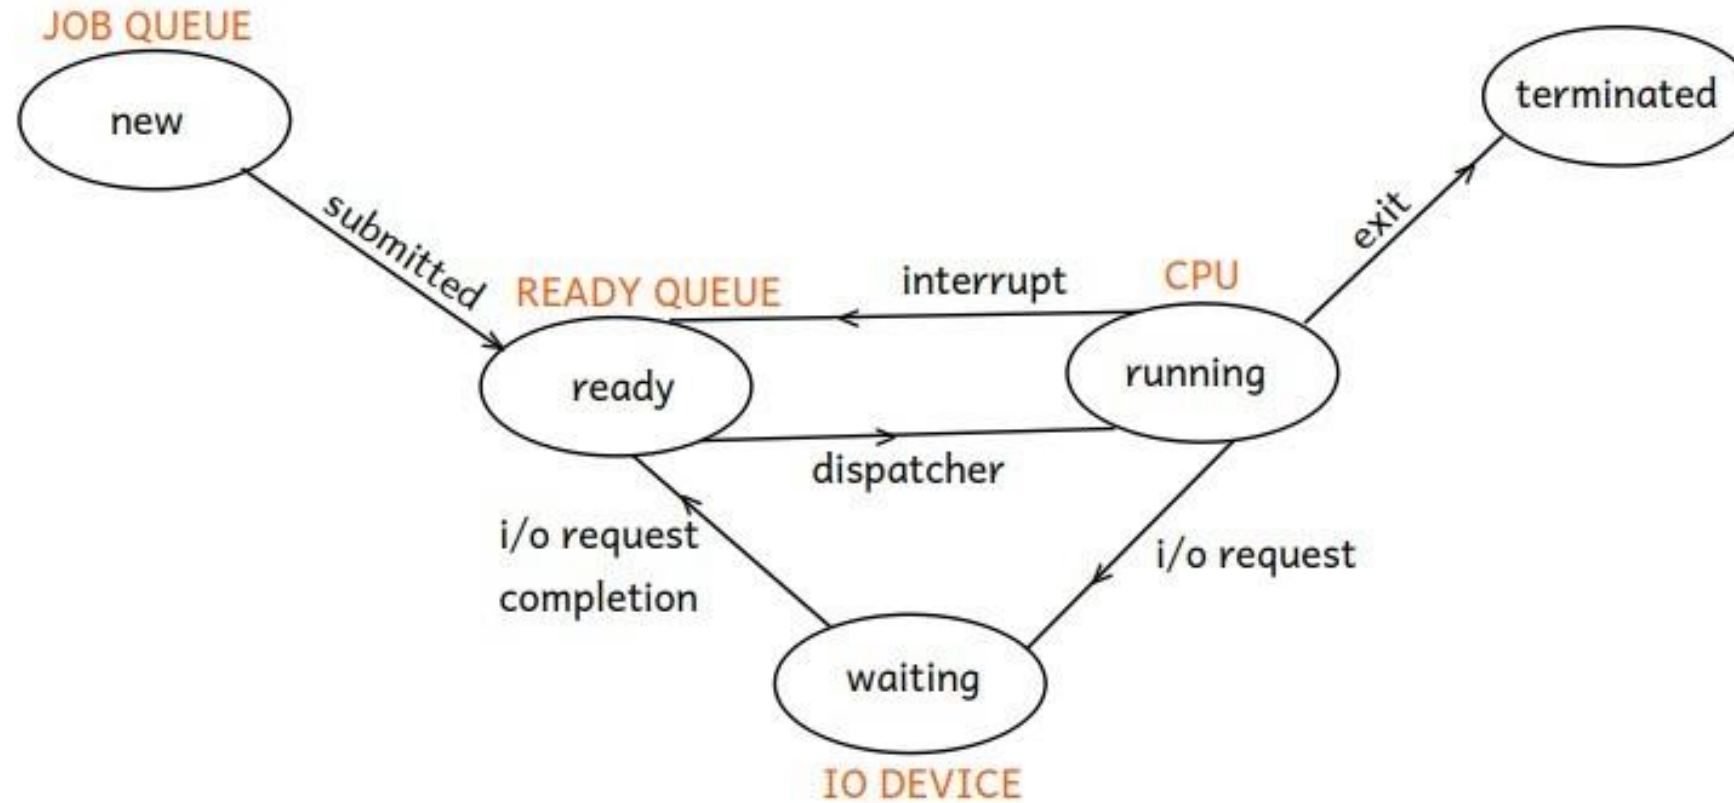 JOB QUEUE
new
terminated
submitted
exit
READY QUEUE
interrupt
CPU
ready
running
dispatcher
i/o request
completion
i/o request
waiting
IO DEVICE